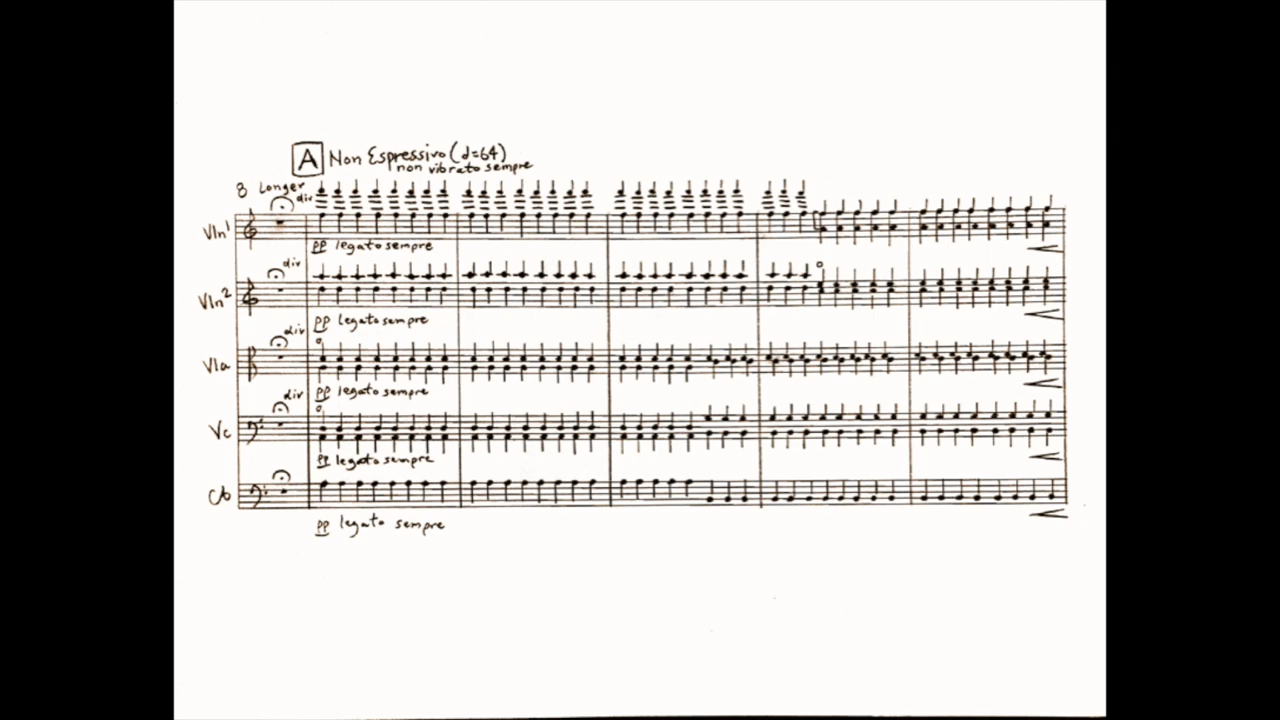 A Non Espressivo (d=64)
non vibrato sempre
8 Longer
div
Vln1
pp legato sempre
div
Vln2
pp legato sempre
div
Vla
pp legato sempre
div
Vc
pp legato sempre
Cb
pp legato sempre